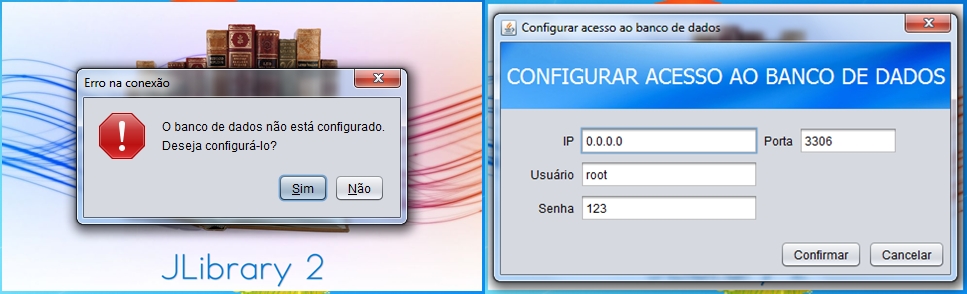 Erro na conexão
O banco de dados não está configurado.
Deseja configurá-lo?
Sim
Não
JLibrary 2
Configurar acesso ao banco de dados
CONFIGURAR ACESSO AO BANCO DE DADOS
IP 0.0.0.0 Porta 3306
Usuário root
Senha 123
Confirmar Cancelar